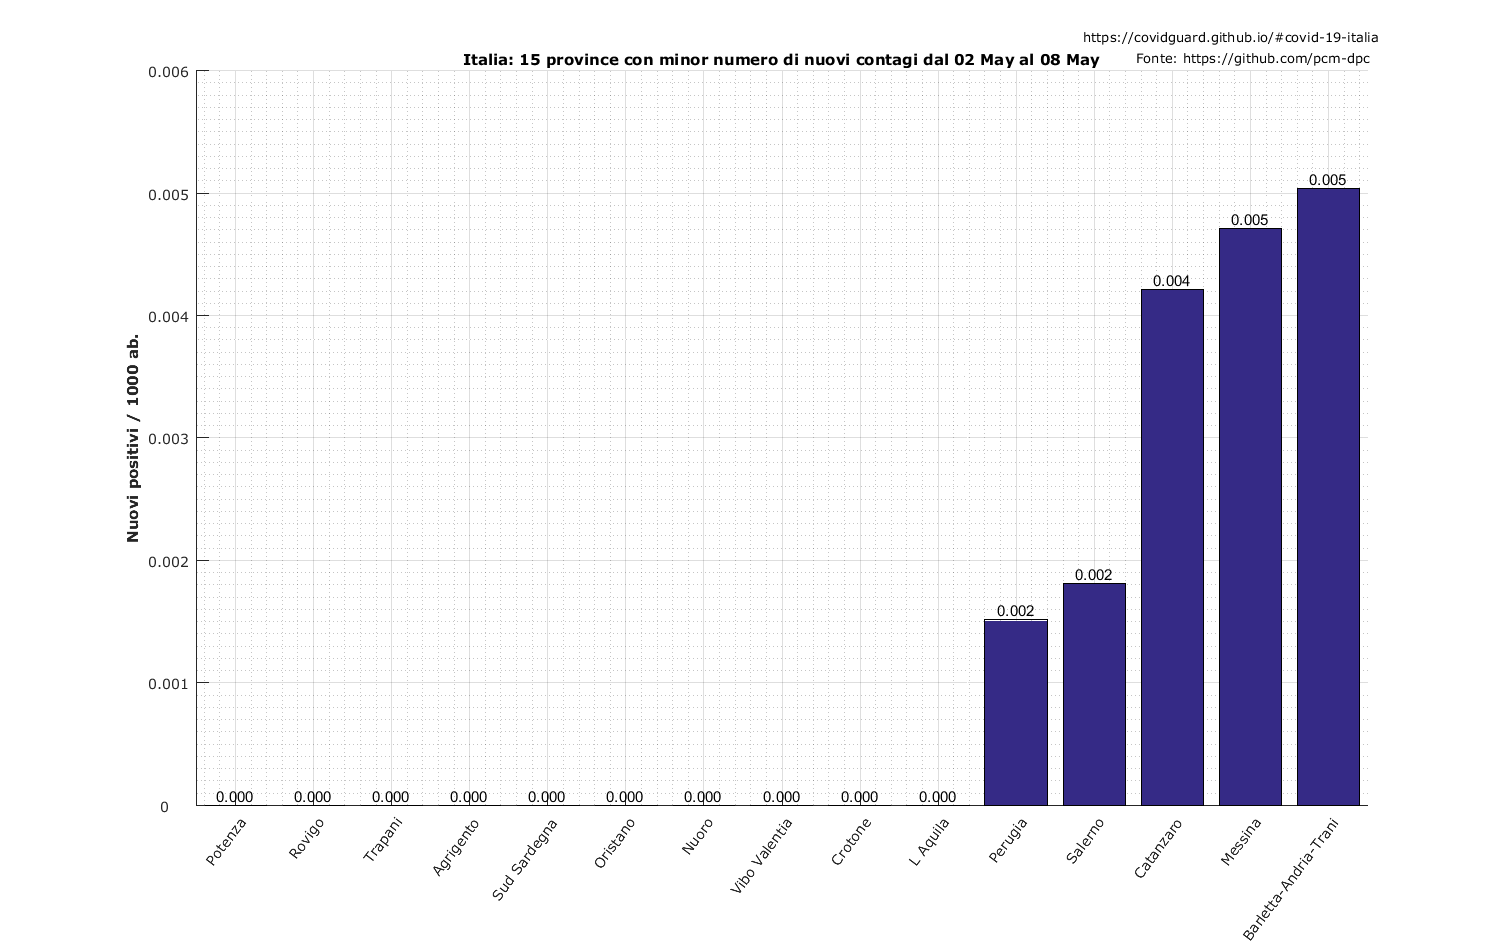 https://covidguard.github.io/#covid-19-italia
Italia: 15 province con minor numero di nuovi contagi dal 02 May al 08 May
Fonte: https://github.com/pcm-dpc
Nuovi positivi / 1000 ab.
0.006
0.005
0.004
0.003
0.002
0.001
0
0.000
0.000
0.000
0.000
0.000
0.000
0.000
0.000
0.000
0.000
0.002
0.002
0.004
0.005
0.005
Potenza
Rovigo
Trapani
Agrigento
Sud Sardegna
Oristano
Nuoro
Vibo Valentia
Crotone
L Aquila
Perugia
Salerno
Catanzaro
Messina
Barletta-Andria-Trani